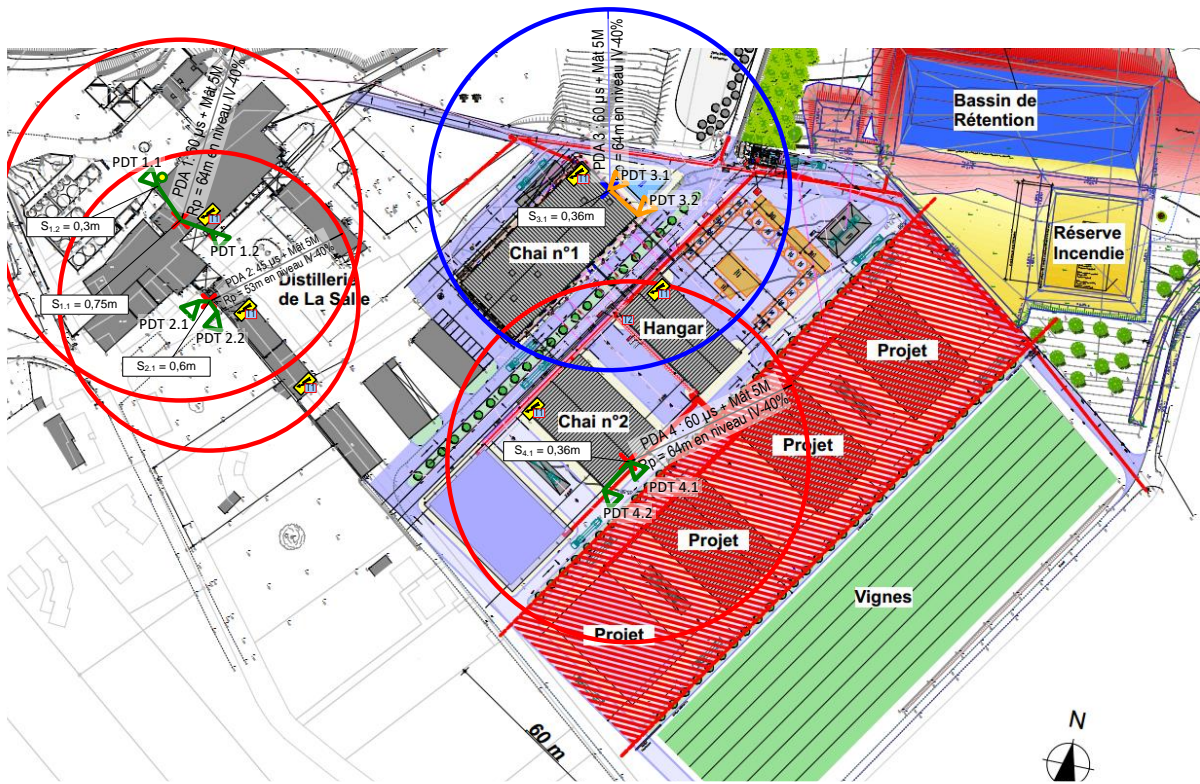 PDA 1 : 60 µs + Mât 5M
Rp = 64m en niveau IV-40%
PDT 1.1
S1.2 = 0,3m
PDT 1.2
PDA 2: 45 µs + Mât 5M
Rp = 53m en niveau IV-40%
Distillerie
de La Salle
S1.1 = 0,75m
PDT 2.1
PDT 2.2
S2.1 = 0,6m
PDA 3 : 60 µs + Mât 5M
= 64m en niveau IV-40%
PDT 3.1
PDT 3.2
S3.1 = 0,36m
Chai n°1
Hangar
Bassin de
Rétention
Réserve
Incendie
Projet
Chai n°2
PDA 4 : 60 µs + Mât 5M
Rp = 64m en niveau IV-40%
S4.1 = 0,36m
PDT 4.1
PDT 4.2
Projet
Projet
Projet
Vignes
60 m
N